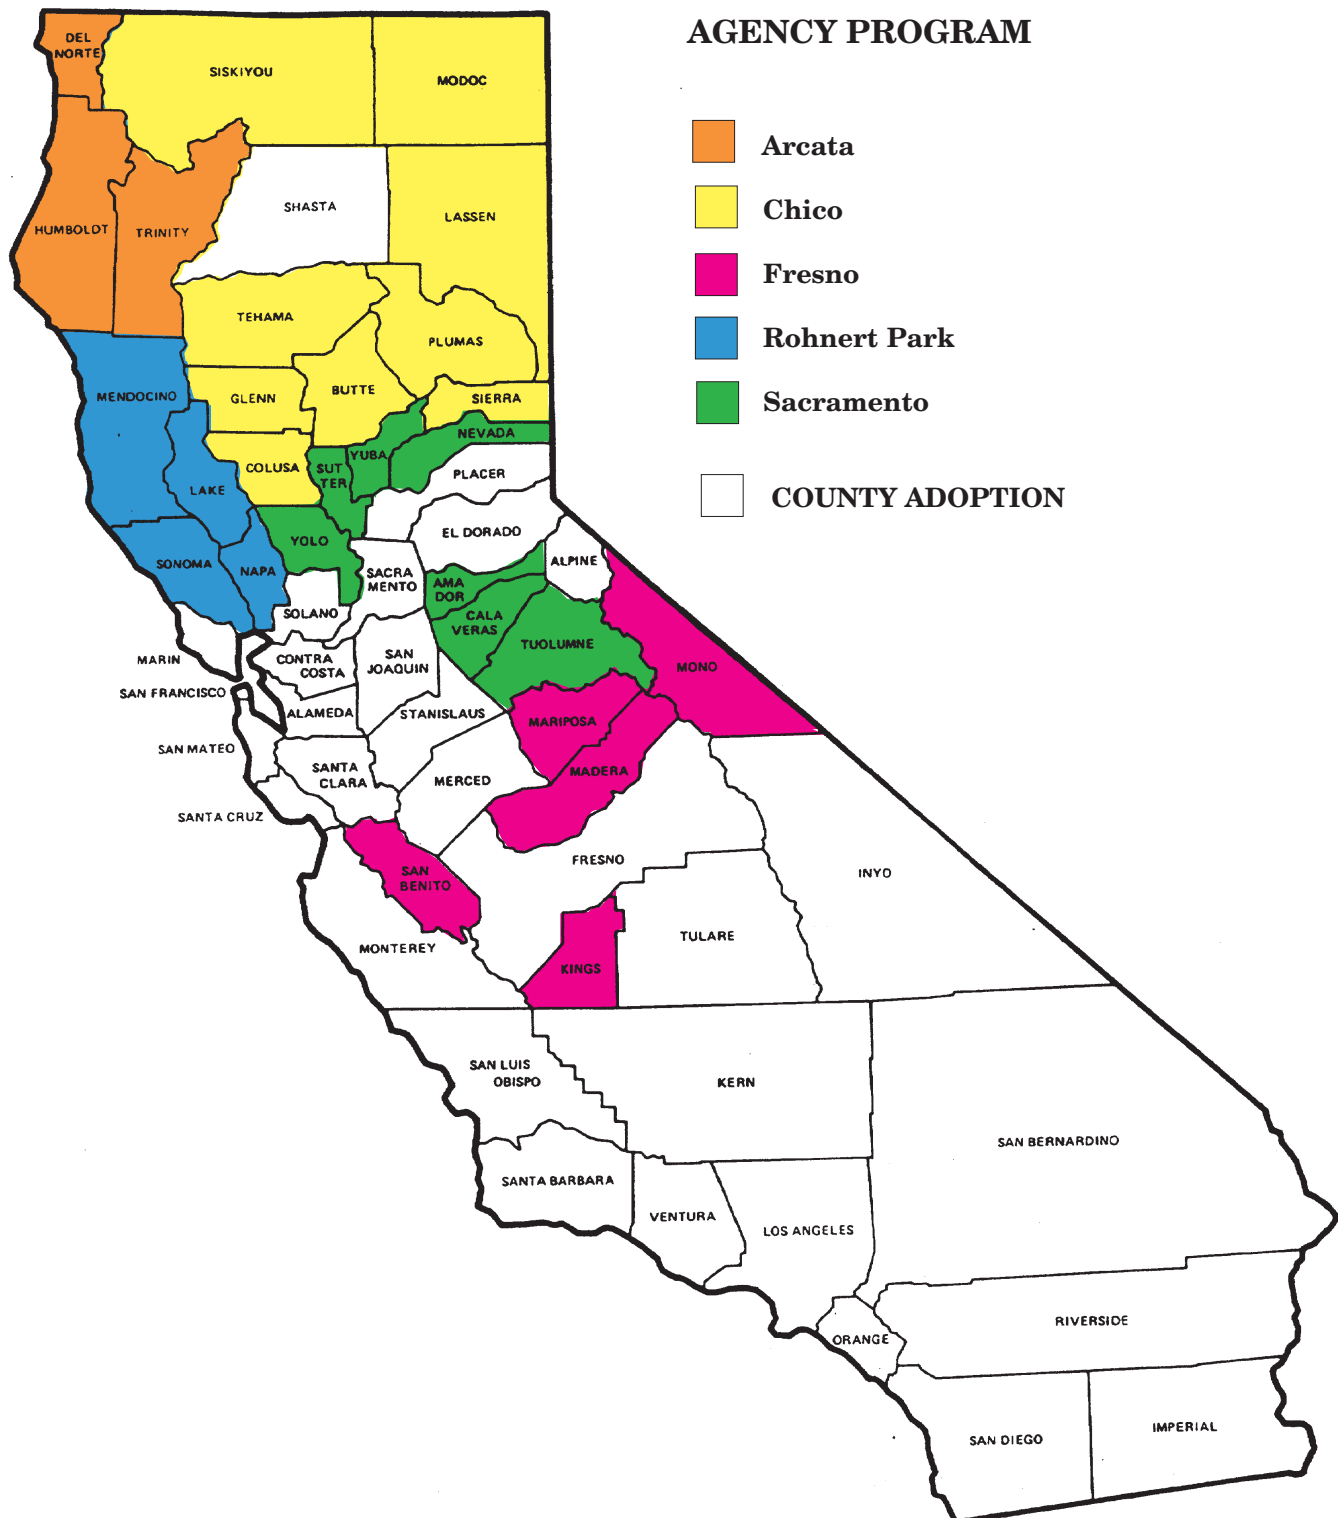 AGENCY PROGRAM
Arcata
Chico
Fresno
Rohnert Park
Sacramento
COUNTY ADOPTION
DEL
NORTE
SISKIYOU
MODOC
HUMBOLDT
TRINITY
SHASTA
LASSEN
TEHAMA
PLUMAS
MENDOCINO
GLENN
BUTTE
SIERRA
NEVADA
LAKE
COLUSA
SUT
TER
YUBA
PLACER
SONOMA
NAPA
YOLO
EL DORADO
ALPINE
SACRA
MENTO
AMA
DOR
SOLANO
CALA
VERAS
TUOLUMNE
MONO
MARIN
CONTRA
COSTA
SAN
JOAQUIN
SAN FRANCISCO
ALAMEDA
STANISLAUS
MARIPOSA
SAN MATEO
SANTA
CLARA
MERCED
MADERA
SANTA CRUZ
SAN
BENITO
FRESNO
INYO
MONTEREY
KINGS
TULARE
SAN LUIS
OBISPO
KERN
SAN BERNARDINO
SANTA BARBARA
VENTURA
LOS ANGELES
ORANGE
RIVERSIDE
SAN DIEGO
IMPERIAL